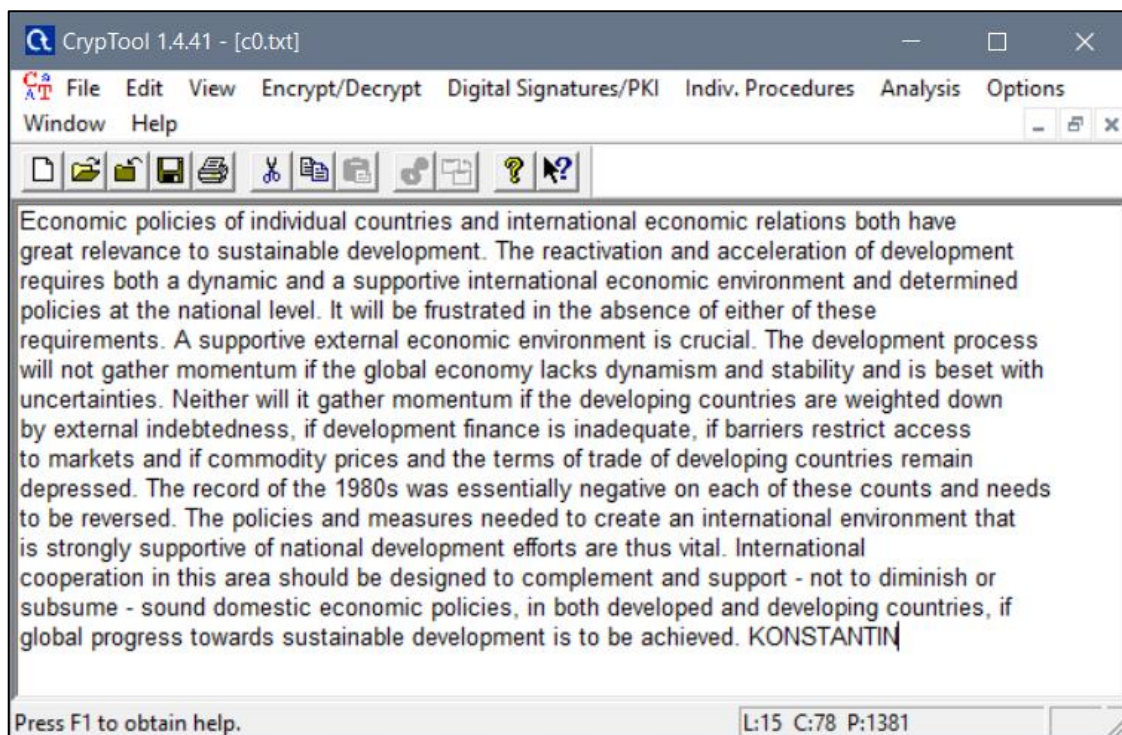 CrypTool 1.4.41 - [c0.txt]
File Edit View Encrypt/Decrypt Digital Signatures/PKI Indiv. Procedures Analysis Options
Window Help
Economic policies of individual countries and international economic relations both have
great relevance to sustainable development. The reactivation and acceleration of development
requires both a dynamic and a supportive international economic environment and determined
policies at the national level. It will be frustrated in the absence of either of these
requirements. A supportive external economic environment is crucial. The development process
will not gather momentum if the global economy lacks dynamism and stability and is beset with
uncertainties. Neither will it gather momentum if the developing countries are weighted down
by external indebtedness, if development finance is inadequate, if barriers restrict access
to markets and if commodity prices and the terms of trade of developing countries remain
depressed. The record of the 1980s was essentially negative on each of these counts and needs
to be reversed. The policies and measures needed to create an international environment that
is strongly supportive of national development efforts are thus vital. International
cooperation in this area should be designed to complement and support - not to diminish or
subsume - sound domestic economic policies, in both developed and developing countries, if
global progress towards sustainable development is to be achieved. KONSTANTIN
Press F1 to obtain help. L:15 C:78 P:1381